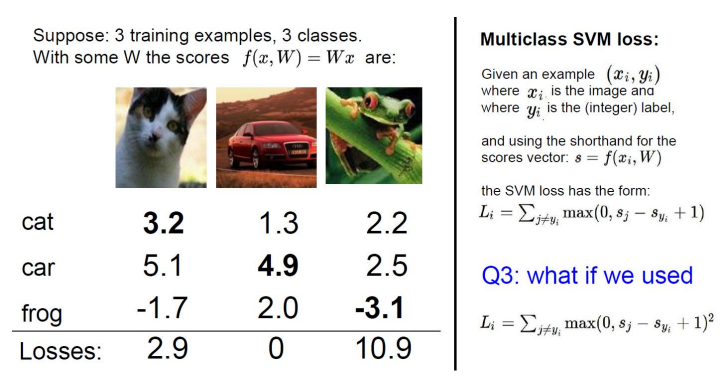 Suppose: 3 training examples, 3 classes.
With some W the scores f(x, W) = Wx are:
cat 3.2 1.3 2.2
car 5.1 4.9 2.5
frog -1.7 2.0 -3.1
Losses: 2.9 0 10.9
Multiclass SVM loss:
Given an example (x_i, y_i)
where x_i is the image and
where y_i is the (integer) label,
and using the shorthand for the
scores vector: s = f(x_i, W)
the SVM loss has the form:
L_i = ∑_{j≠y_i} max(0, s_j − s_{y_i} + 1)
Q3: what if we used
L_i = ∑_{j≠y_i} max(0, s_j − s_{y_i} + 1)²